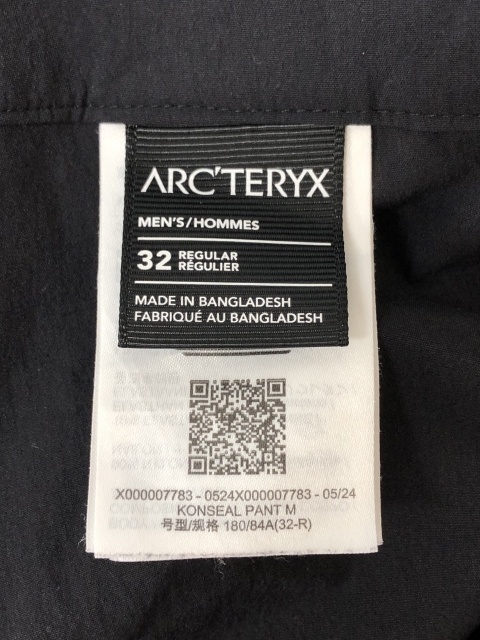 ARC'TERYX
MEN'S/HOMMES
32 REGULAR
RÉGULIER
MADE IN BANGLADESH
FABRIQUÉ AU BANGLADESH
X000007783 - 0524X000007783 - 05/24
KONSEAL PANT M
号型/规格 180/84A(32-R)